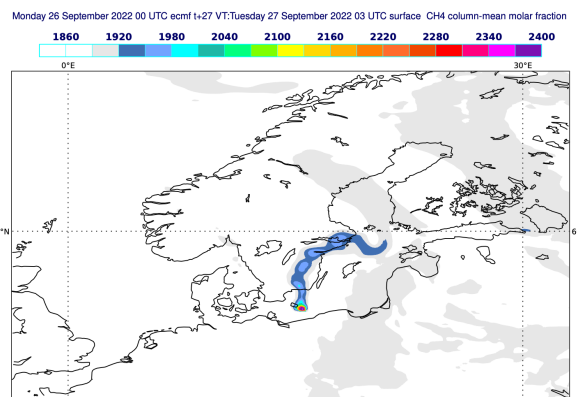 Monday 26 September 2022 00 UTC ecmf t+27 VT:Tuesday 27 September 2022 03 UTC surface CH4 column-mean molar fraction
1860 1920 1980 2040 2100 2160 2220 2280 2340 2400
0°E 30°E
°N 6